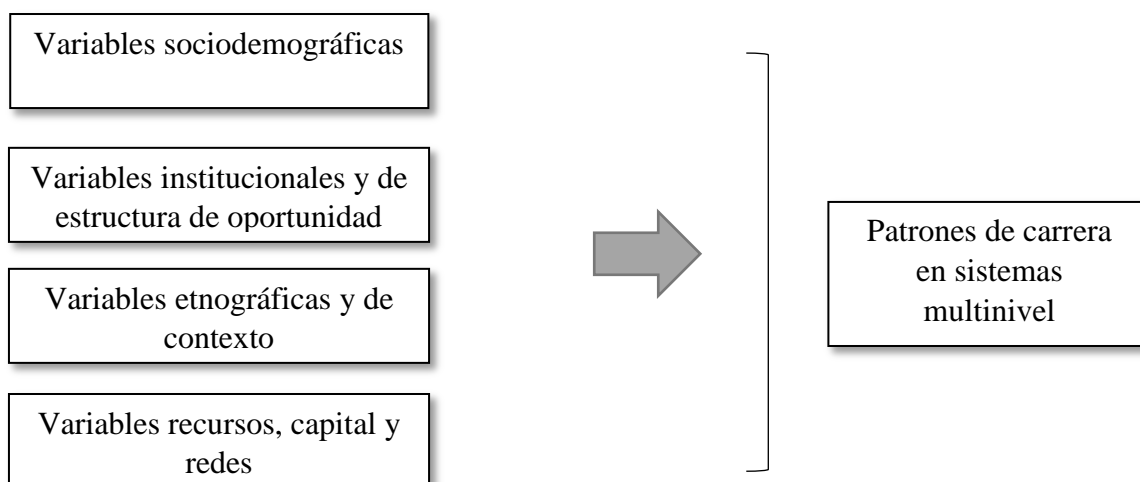 Variables sociodemográficas
Variables institucionales y de
estructura de oportunidad
Variables etnográficas y de
contexto
Variables recursos, capital y
redes
Patrones de carrera
en sistemas
multinivel